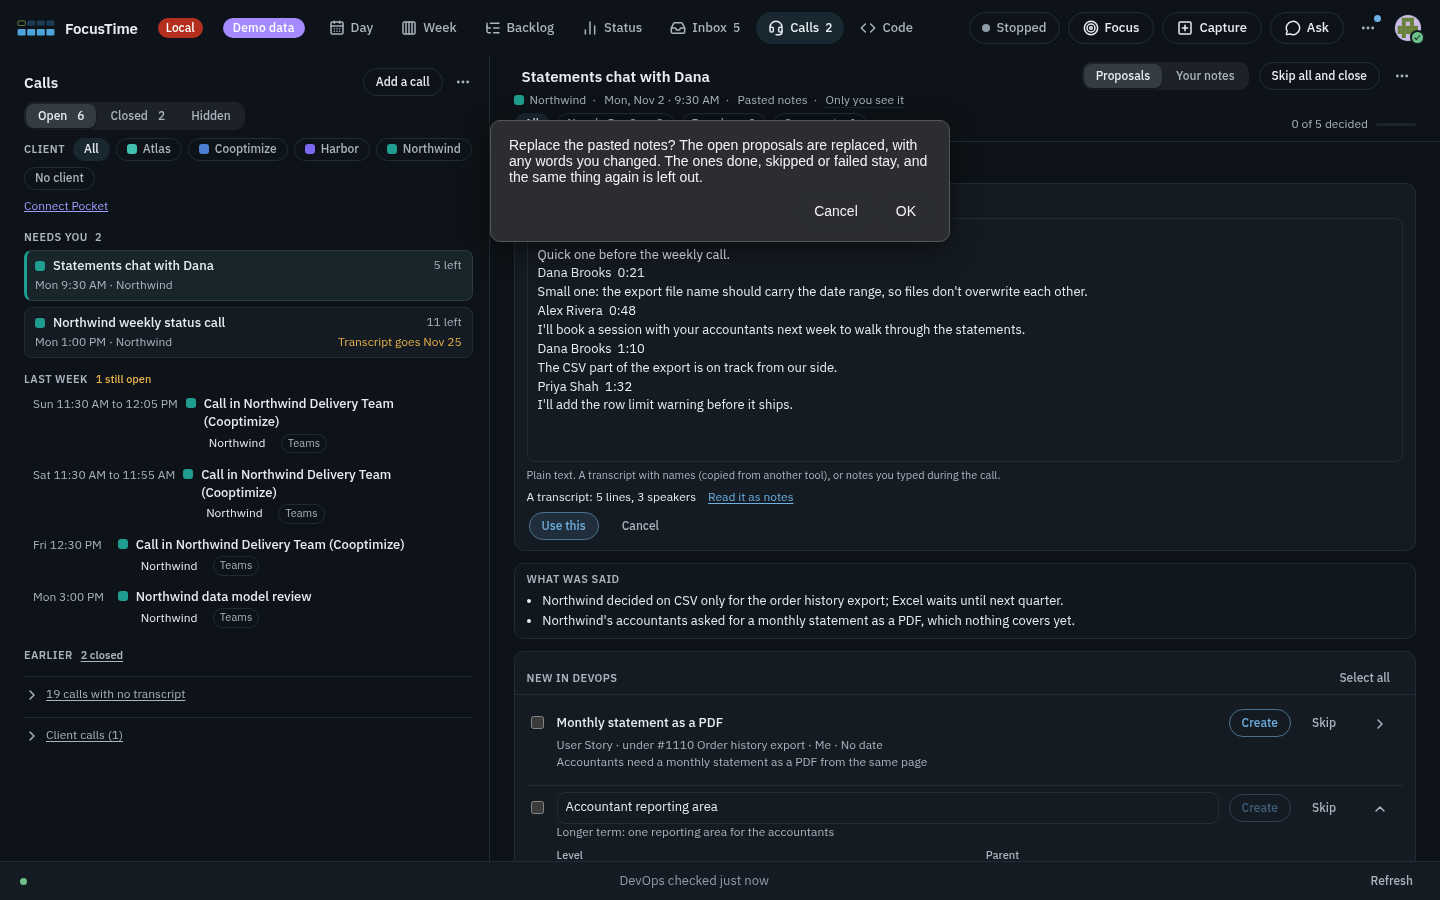 FocusTime
Local
Demo data
Day
Week
Backlog
Status
Inbox 5
Calls 2
Code
Stopped
Focus
Capture
Ask
Calls
Add a call
Open 6
Closed 2
Hidden
CLIENT
All
Atlas
Cooptimize
Harbor
Northwind
No client
Connect Pocket
NEEDS YOU 2
Statements chat with Dana
5 left
Mon 9:30 AM · Northwind
Northwind weekly status call
11 left
Mon 1:00 PM · Northwind
Transcript goes Nov 25
LAST WEEK 1 still open
Sun 11:30 AM to 12:05 PM
Call in Northwind Delivery Team
(Cooptimize)
Northwind
Teams
Sat 11:30 AM to 11:55 AM
Call in Northwind Delivery Team
(Cooptimize)
Northwind
Teams
Fri 12:30 PM
Call in Northwind Delivery Team (Cooptimize)
Northwind
Teams
Mon 3:00 PM
Northwind data model review
Northwind
Teams
EARLIER 2 closed
19 calls with no transcript
Client calls (1)
Statements chat with Dana
Proposals
Your notes
Skip all and close
Northwind · Mon, Nov 2 · 9:30 AM · Pasted notes · Only you see it
0 of 5 decided
Replace the pasted notes? The open proposals are replaced, with
any words you changed. The ones done, skipped or failed stay, and
the same thing again is left out.
Cancel
OK
Quick one before the weekly call.
Dana Brooks 0:21
Small one: the export file name should carry the date range, so files don't overwrite each other.
Alex Rivera 0:48
I'll book a session with your accountants next week to walk through the statements.
Dana Brooks 1:10
The CSV part of the export is on track from our side.
Priya Shah 1:32
I'll add the row limit warning before it ships.
Plain text. A transcript with names (copied from another tool), or notes you typed during the call.
A transcript: 5 lines, 3 speakers
Read it as notes
Use this
Cancel
WHAT WAS SAID
• Northwind decided on CSV only for the order history export; Excel waits until next quarter.
• Northwind's accountants asked for a monthly statement as a PDF, which nothing covers yet.
NEW IN DEVOPS
Select all
Monthly statement as a PDF
Create
Skip
User Story · under #1110 Order history export · Me · No date
Accountants need a monthly statement as a PDF from the same page
Accountant reporting area
Create
Skip
Longer term: one reporting area for the accountants
Level
Parent
DevOps checked just now
Refresh